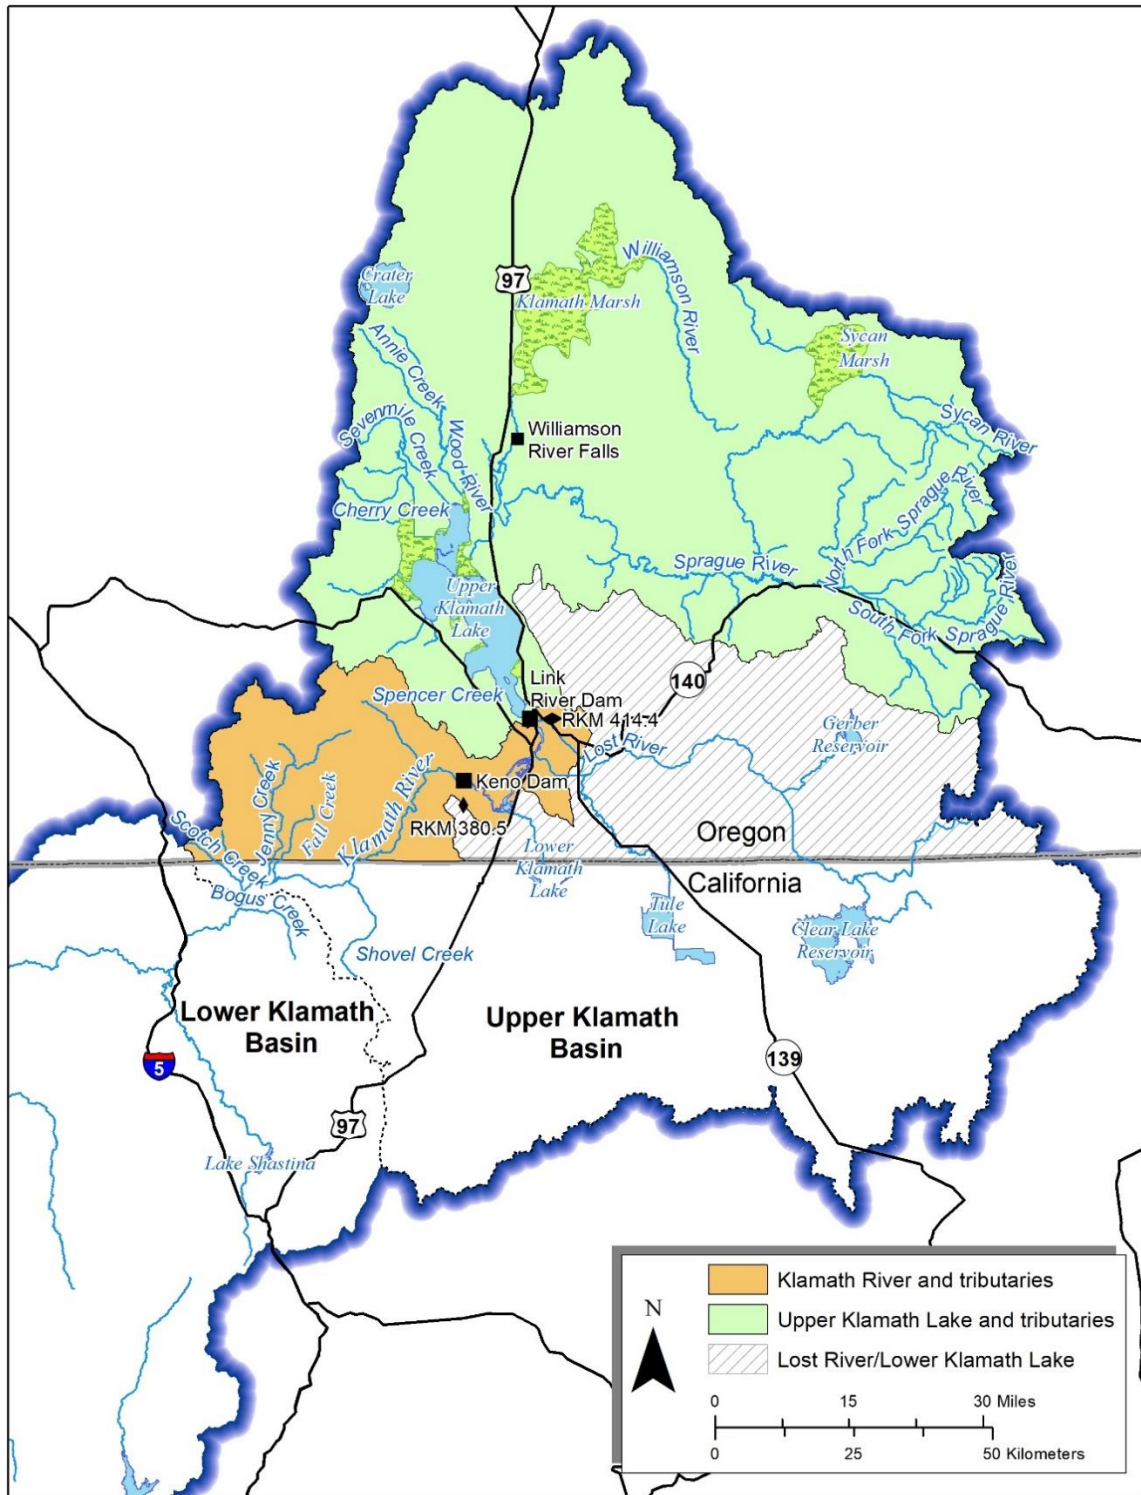 97
Crater
Lake
Klamath Marsh
Williamson River
Sycan
Marsh
Annie Creek
Sevenmile Creek
Wood River
Williamson
River Falls
Sycan River
Cherry Creek
North Fork Sprague River
Sprague River
Upper
Klamath
Lake
South Fork Sprague River
140
Spencer Creek
Link
River Dam
RKM 414.4
Lost River
Gerber
Reservoir
Keno Dam
RKM 380.5
Klamath River
Fall Creek
Jenny Creek
Scotch Creek
Bogus Creek
Oregon
California
Lower
Klamath
Lake
Tule
Lake
Clear Lake
Reservoir
Shovel Creek
Lower Klamath
Basin
Upper Klamath
Basin
5
97
139
Lake Shastina
N
Klamath River and tributaries
Upper Klamath Lake and tributaries
Lost River/Lower Klamath Lake
0 15 30 Miles
0 25 50 Kilometers